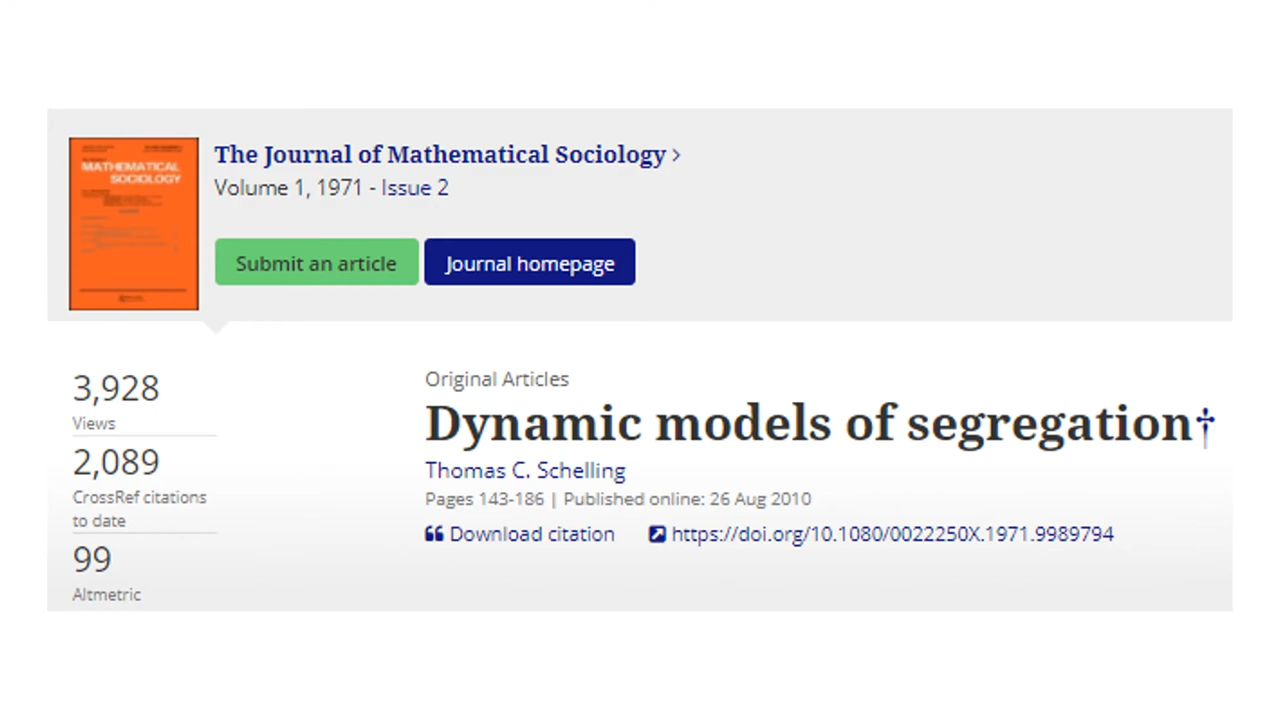 MATHEMATICAL
SOCIOLOGY
The Journal of Mathematical Sociology >
Volume 1, 1971 - Issue 2
Submit an article
Journal homepage
3,928
Views
2,089
CrossRef citations
to date
99
Altmetric
Original Articles
Dynamic models of segregation†
Thomas C. Schelling
Pages 143-186 | Published online: 26 Aug 2010
Download citation
https://doi.org/10.1080/0022250X.1971.9989794